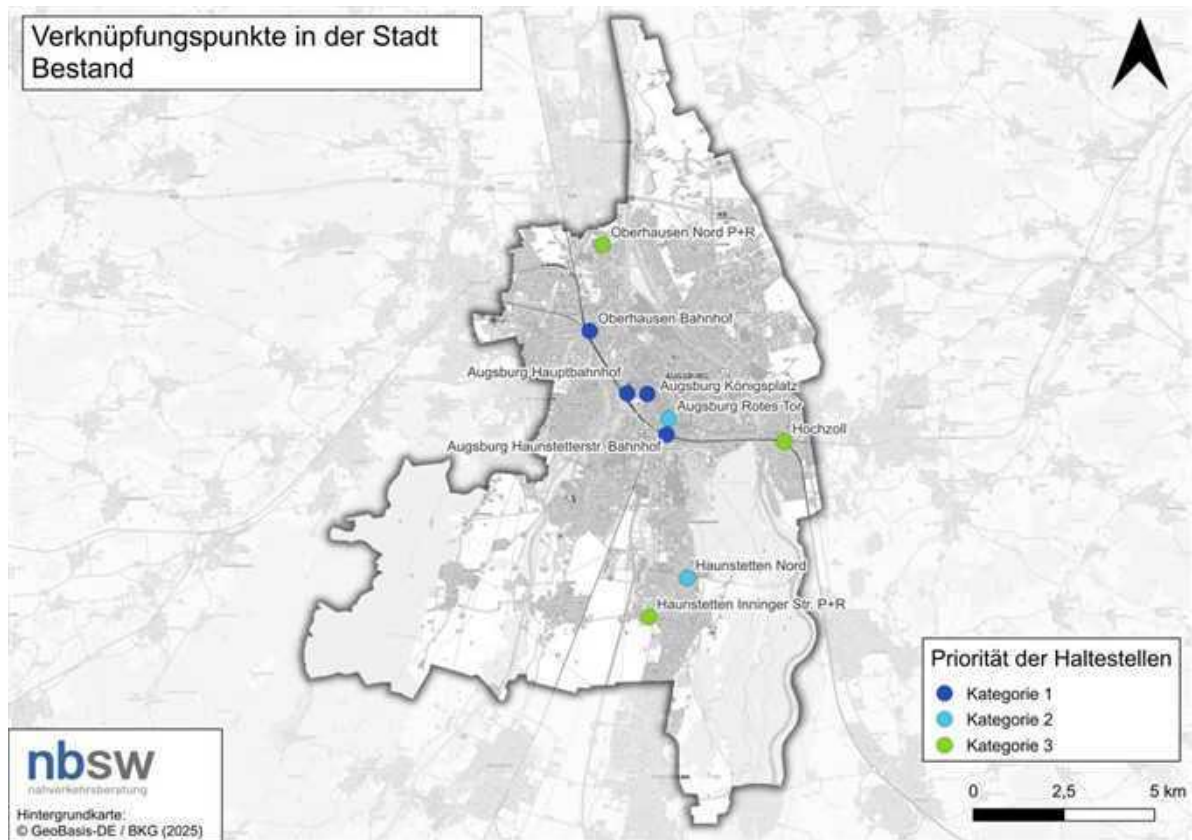 Verknüpfungspunkte in der Stadt
Bestand
Oberhausen Nord P+R
Oberhausen Bahnhof
Augsburg Hauptbahnhof
AUGSBURG
Augsburg Königsplatz
Augsburg Rotes Tor
Hochzoll
Augsburg Haunstetterstr. Bahnhof
Haunstetten Nord
Haunstetten Inninger Str. P+R
Priorität der Haltestellen
Kategorie 1
Kategorie 2
Kategorie 3
nbsw
nahverkehrsberatung
Hintergrundkarte:
© GeoBasis-DE / BKG (2025)
0 2,5 5 km